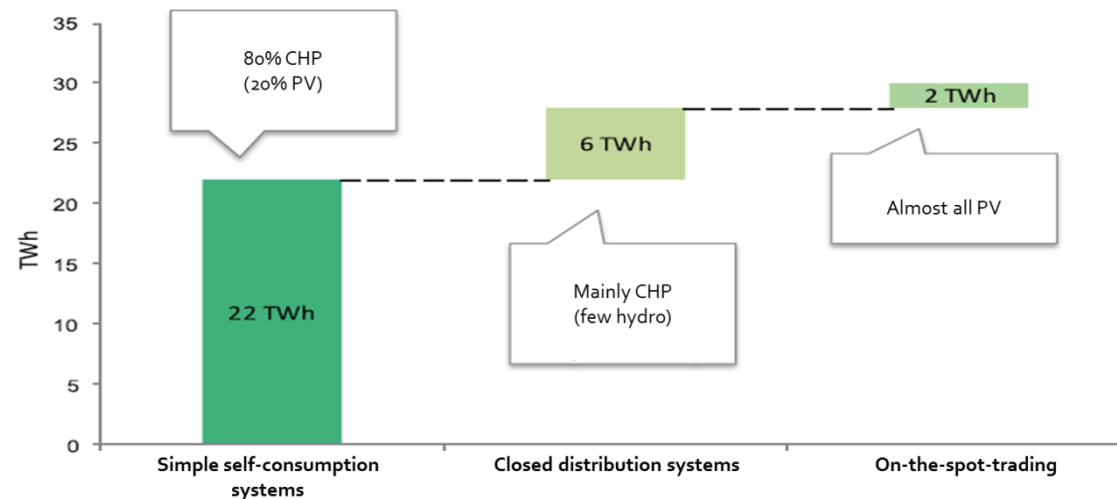 35
30
25
20
15
10
5
0
TWh
80% CHP
(20% PV)
22 TWh
6 TWh
Mainly CHP
(few hydro)
2 TWh
Almost all PV
Simple self-consumption
systems
Closed distribution systems
On-the-spot-trading